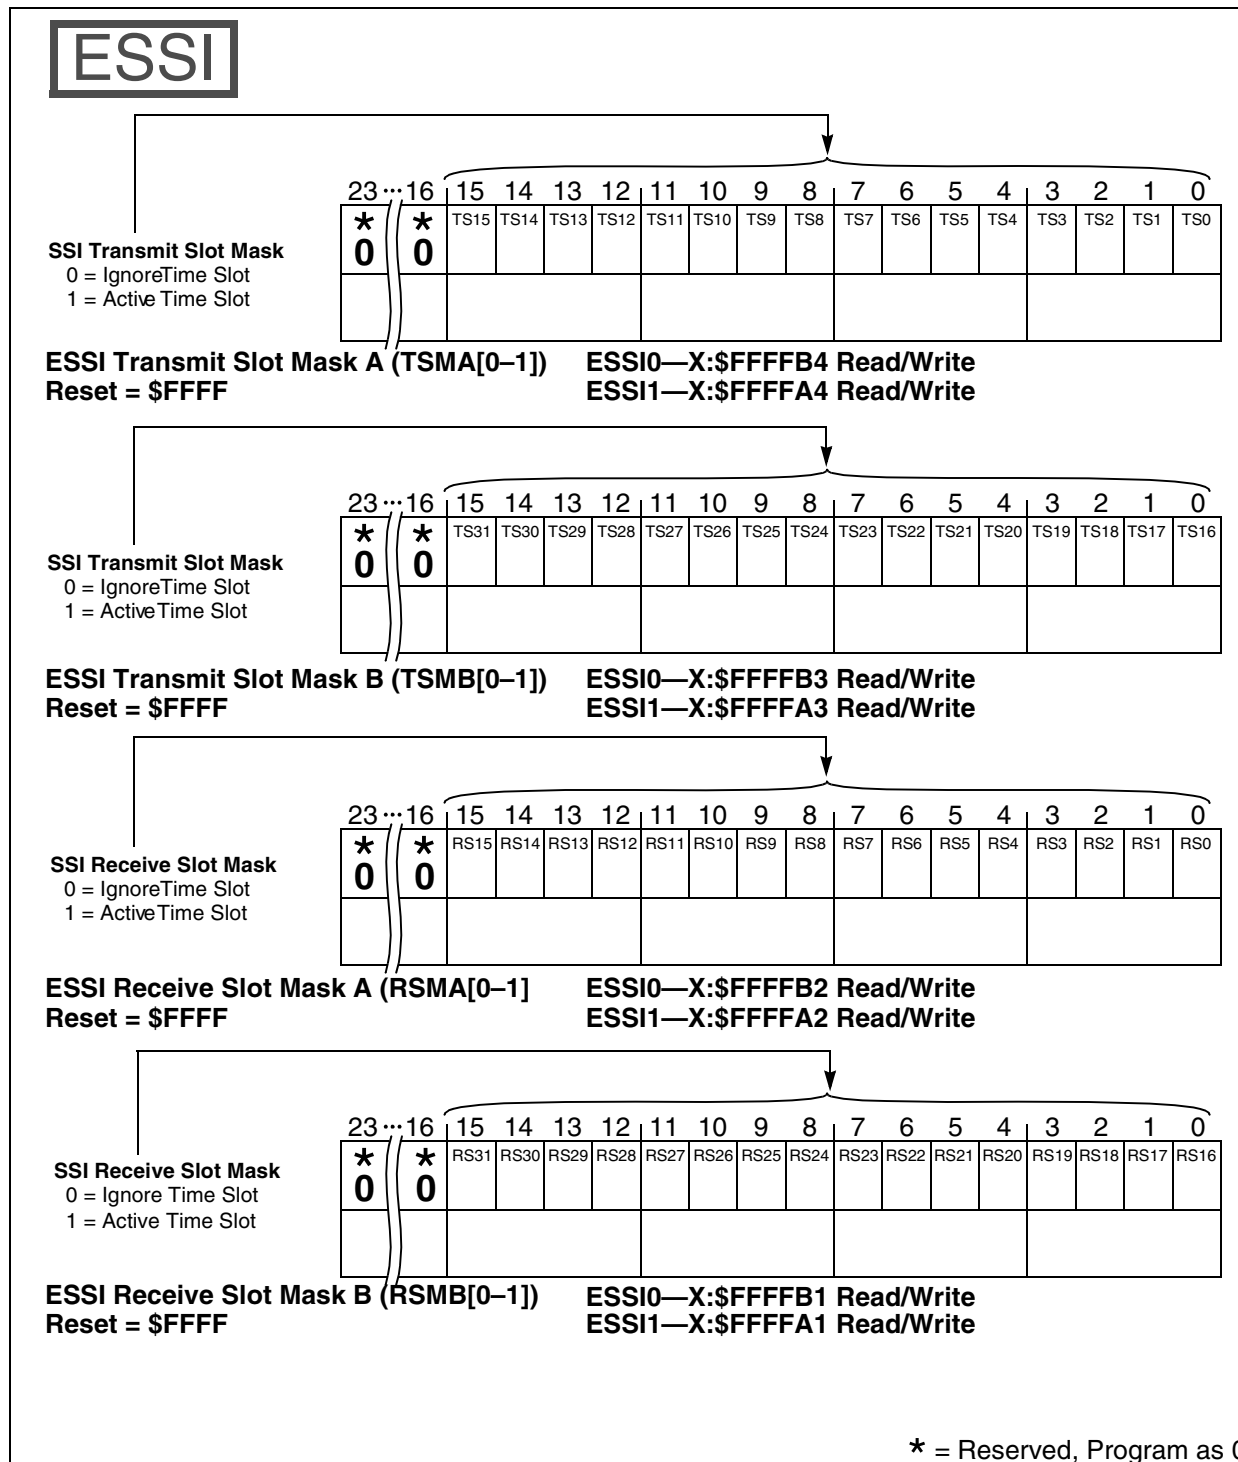 ESSI
23 ··· 16 15 14 13 12 11 10 9 8 7 6 5 4 3 2 1 0
* * TS15 TS14 TS13 TS12 TS11 TS10 TS9 TS8 TS7 TS6 TS5 TS4 TS3 TS2 TS1 TS0
0 0
SSI Transmit Slot Mask
0 = IgnoreTime Slot
1 = Active Time Slot
ESSI Transmit Slot Mask A (TSMA[0–1]) ESSI0—X:$FFFFB4 Read/Write
Reset = $FFFF ESSI1—X:$FFFFA4 Read/Write
23 ··· 16 15 14 13 12 11 10 9 8 7 6 5 4 3 2 1 0
* * TS31 TS30 TS29 TS28 TS27 TS26 TS25 TS24 TS23 TS22 TS21 TS20 TS19 TS18 TS17 TS16
0 0
SSI Transmit Slot Mask
0 = IgnoreTime Slot
1 = ActiveTime Slot
ESSI Transmit Slot Mask B (TSMB[0–1]) ESSI0—X:$FFFFB3 Read/Write
Reset = $FFFF ESSI1—X:$FFFFA3 Read/Write
23 ··· 16 15 14 13 12 11 10 9 8 7 6 5 4 3 2 1 0
* * RS15 RS14 RS13 RS12 RS11 RS10 RS9 RS8 RS7 RS6 RS5 RS4 RS3 RS2 RS1 RS0
0 0
SSI Receive Slot Mask
0 = IgnoreTime Slot
1 = ActiveTime Slot
ESSI Receive Slot Mask A (RSMA[0–1] ESSI0—X:$FFFFB2 Read/Write
Reset = $FFFF ESSI1—X:$FFFFA2 Read/Write
23 ··· 16 15 14 13 12 11 10 9 8 7 6 5 4 3 2 1 0
* * RS31 RS30 RS29 RS28 RS27 RS26 RS25 RS24 RS23 RS22 RS21 RS20 RS19 RS18 RS17 RS16
0 0
SSI Receive Slot Mask
0 = Ignore Time Slot
1 = Active Time Slot
ESSI Receive Slot Mask B (RSMB[0–1]) ESSI0—X:$FFFFB1 Read/Write
Reset = $FFFF ESSI1—X:$FFFFA1 Read/Write
* = Reserved, Program as 0